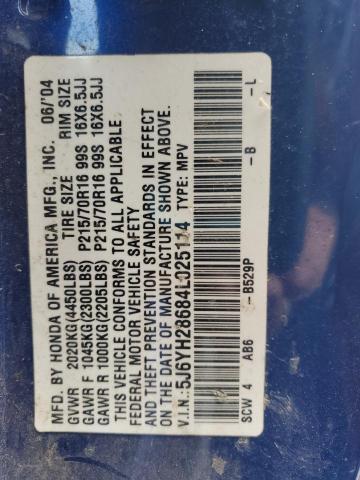 MFD. BY HONDA OF AMERICA MFG., INC. 06/'04
GVWR 2020KG(4450LBS) TIRE SIZE RIM SIZE
GAWR F 1045KG(2300LBS) P215/70R16 99S 16X6.5JJ
GAWR R 1000KG(2205LBS) P215/70R16 99S 16X6.5JJ
THIS VEHICLE CONFORMS TO ALL APPLICABLE
FEDERAL MOTOR VEHICLE SAFETY
AND THEFT PREVENTION STANDARDS IN EFFECT
ON THE DATE OF MANUFACTURE SHOWN ABOVE.
V.I.N.: 5J6YH28684L025114 TYPE: MPV
SCW 4 AB6 -B529P -B -L